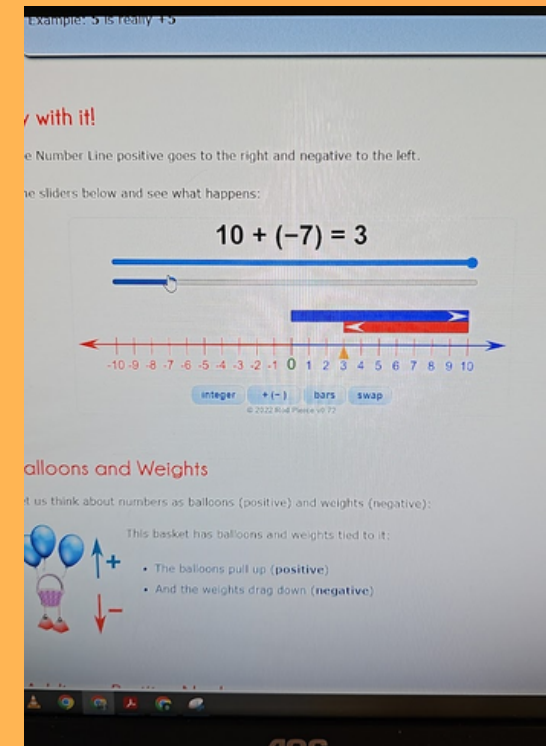 Example: 5 is really +5
y with it!
e Number Line positive goes to the right and negative to the left.
he sliders below and see what happens:
10 + (−7) = 3
-10 -9 -8 -7 -6 -5 -4 -3 -2 -1 0 1 2 3 4 5 6 7 8 9 10
integer +(-) bars swap
© 2022 Rod Pierce v0.72
alloons and Weights
t us think about numbers as balloons (positive) and weights (negative):
This basket has balloons and weights tied to it:
+
• The balloons pull up (positive)
• And the weights drag down (negative)
−